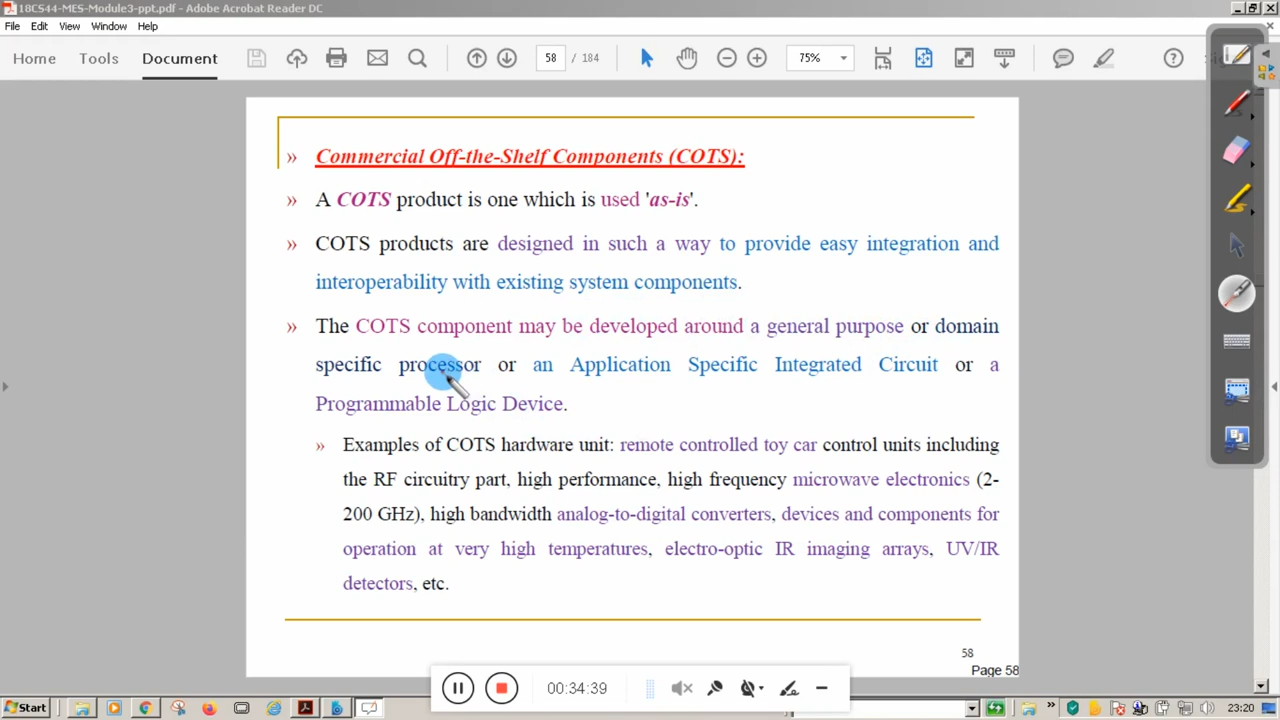 18CS44-MES-Module3-ppt.pdf - Adobe Acrobat Reader DC
File Edit View Window Help
Home Tools Document 58 / 184 75%
» Commercial Off-the-Shelf Components (COTS):
» A COTS product is one which is used 'as-is'.
» COTS products are designed in such a way to provide easy integration and
interoperability with existing system components.
» The COTS component may be developed around a general purpose or domain
specific processor or an Application Specific Integrated Circuit or a
Programmable Logic Device.
» Examples of COTS hardware unit: remote controlled toy car control units including
the RF circuitry part, high performance, high frequency microwave electronics (2-
200 GHz), high bandwidth analog-to-digital converters, devices and components for
operation at very high temperatures, electro-optic IR imaging arrays, UV/IR
detectors, etc.
58
Page 58
00:34:39
Start 23:20